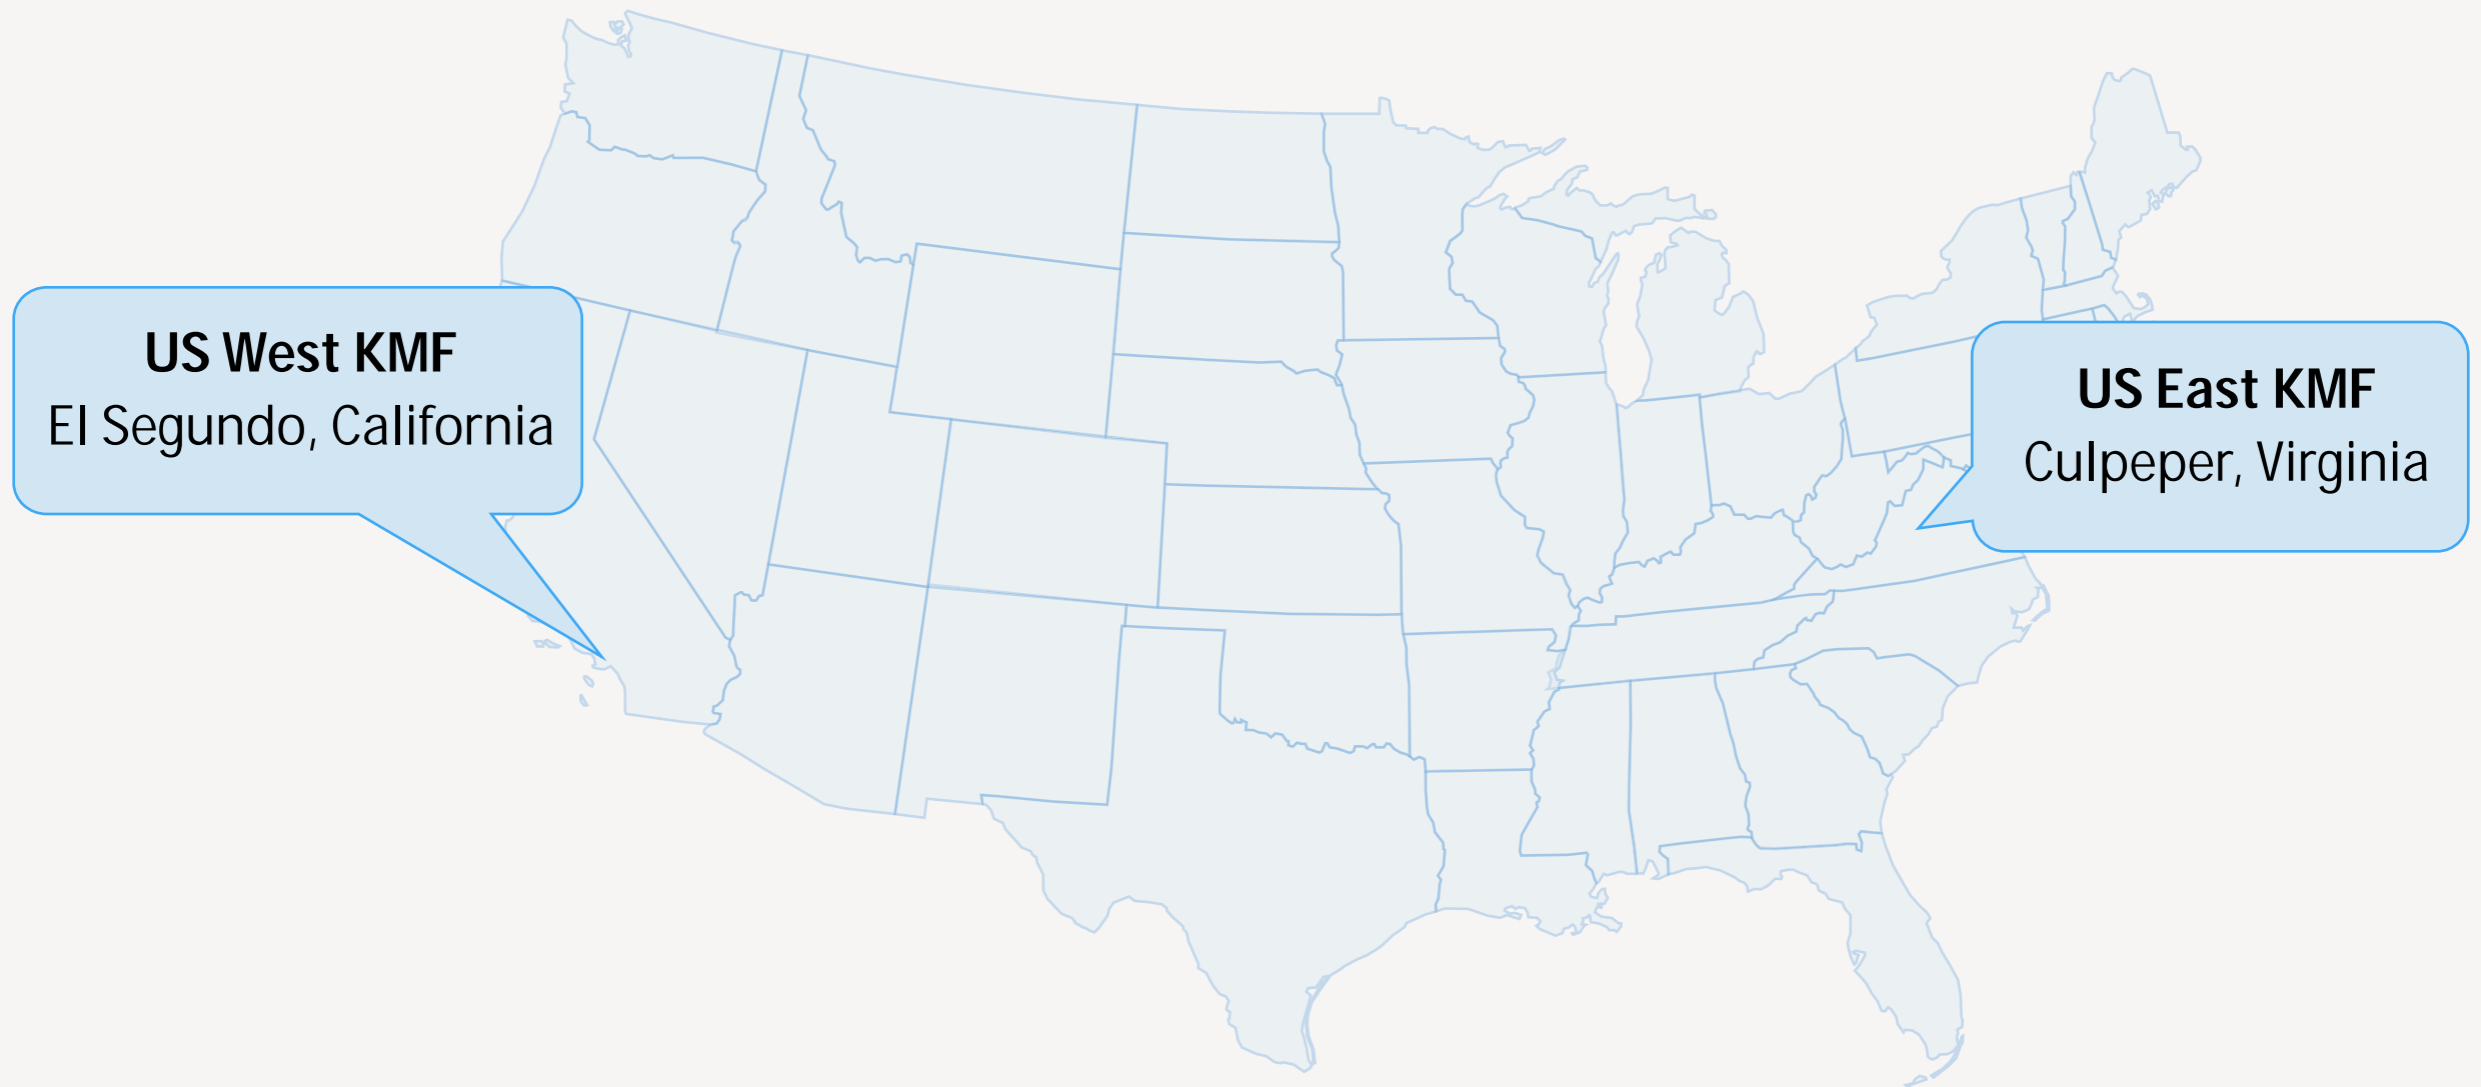 US West KMF
El Segundo, California
US East KMF
Culpeper, Virginia